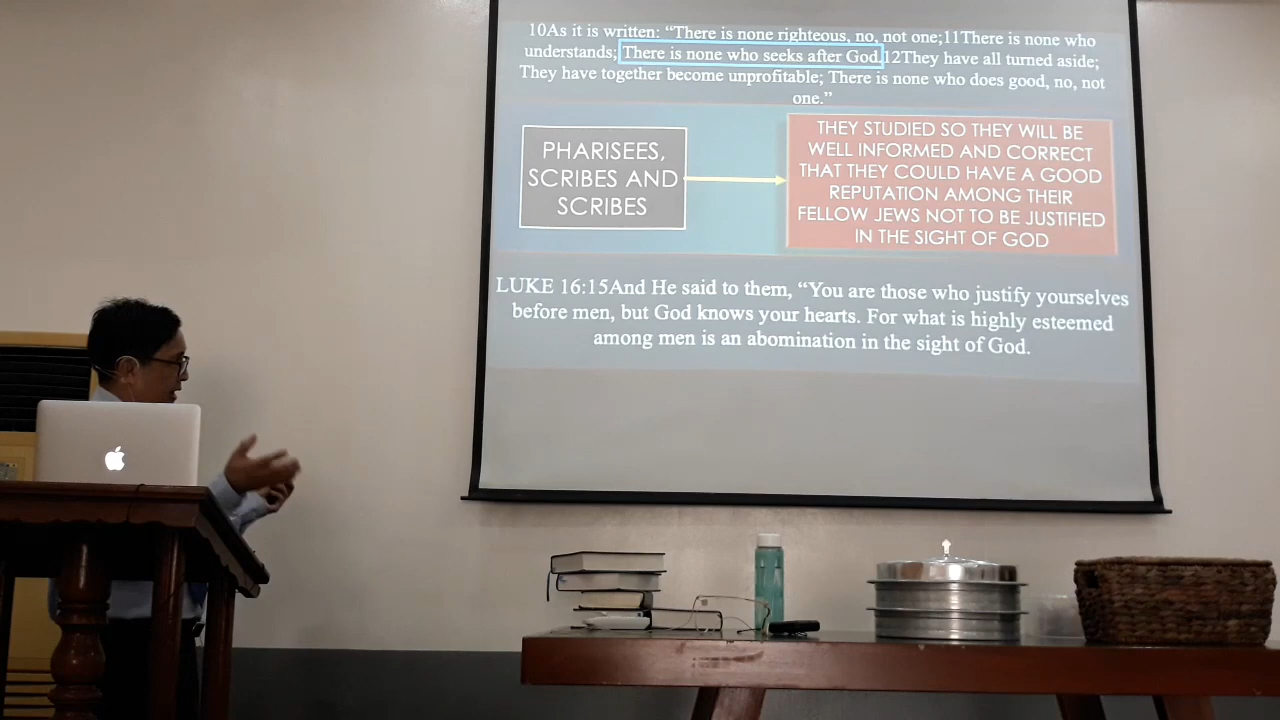 10As it is written: “There is none righteous, no, not one;11There is none who
understands; There is none who seeks after God.12They have all turned aside;
They have together become unprofitable; There is none who does good, no, not
one.”
PHARISEES,
SCRIBES AND
SCRIBES
THEY STUDIED SO THEY WILL BE
WELL INFORMED AND CORRECT
THAT THEY COULD HAVE A GOOD
REPUTATION AMONG THEIR
FELLOW JEWS NOT TO BE JUSTIFIED
IN THE SIGHT OF GOD
LUKE 16:15And He said to them, “You are those who justify yourselves
before men, but God knows your hearts. For what is highly esteemed
among men is an abomination in the sight of God.